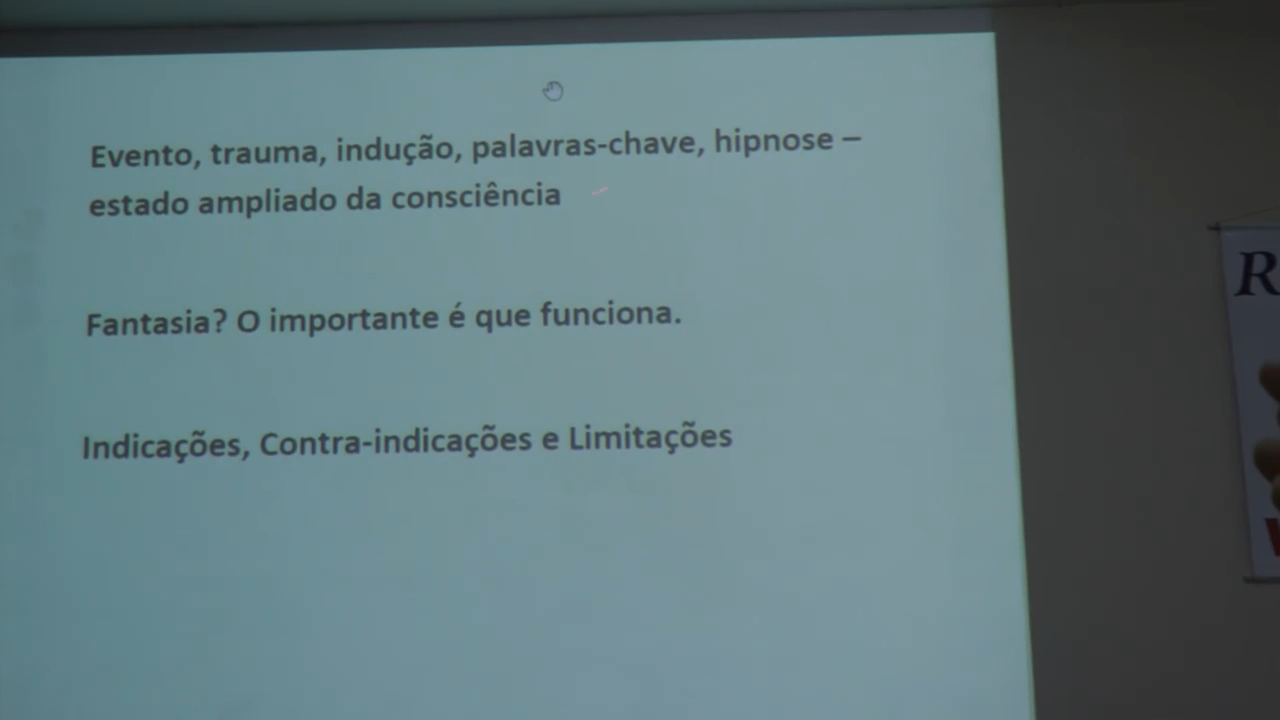 Evento, trauma, indução, palavras-chave, hipnose –
estado ampliado da consciência
Fantasia? O importante é que funciona.
Indicações, Contra-indicações e Limitações
R